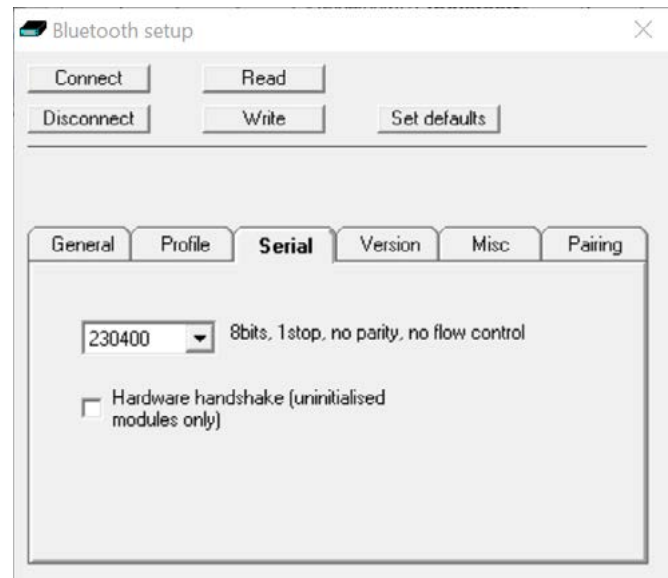 Bluetooth setup
Connect Read
Disconnect Write Set defaults
General Profile Serial Version Misc Pairing
230400 8bits, 1stop, no parity, no flow control
Hardware handshake (uninitialised
modules only)